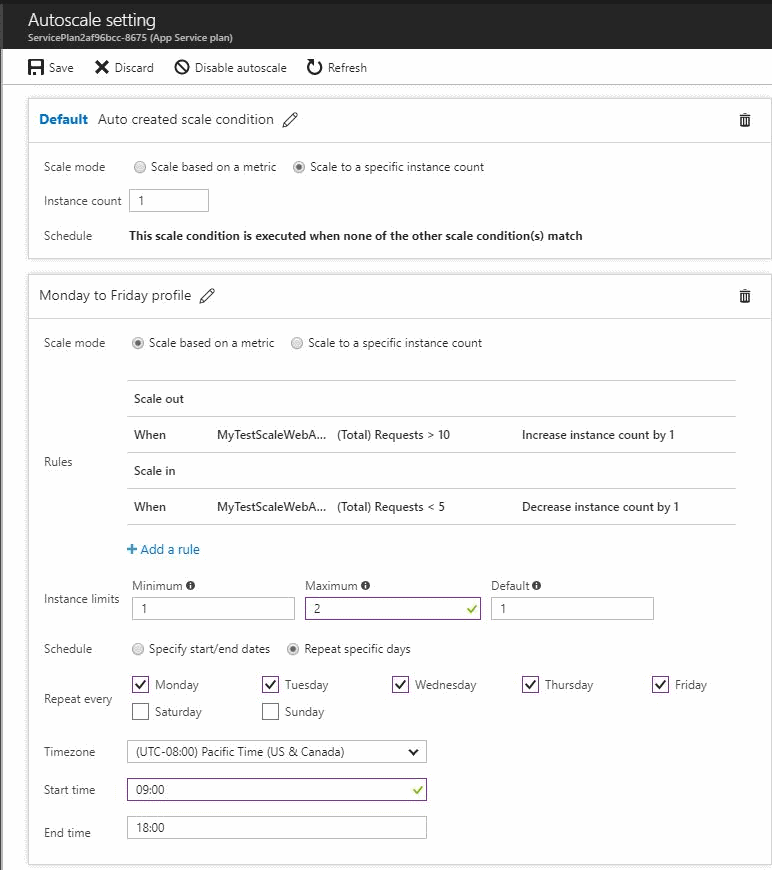 Autoscale setting
ServicePlan2af96bcc-8675 (App Service plan)
Save Discard Disable autoscale Refresh
Default Auto created scale condition
Scale mode Scale based on a metric Scale to a specific instance count
Instance count 1
Schedule This scale condition is executed when none of the other scale condition(s) match
Monday to Friday profile
Scale mode Scale based on a metric Scale to a specific instance count
Rules
Scale out
When MyTestScaleWebA... (Total) Requests > 10 Increase instance count by 1
Scale in
When MyTestScaleWebA... (Total) Requests < 5 Decrease instance count by 1
+ Add a rule
Minimum Maximum Default
Instance limits 1 2 1
Schedule Specify start/end dates Repeat specific days
Repeat every
Monday Tuesday Wednesday Thursday Friday
Saturday Sunday
Timezone (UTC-08:00) Pacific Time (US & Canada)
Start time 09:00
End time 18:00